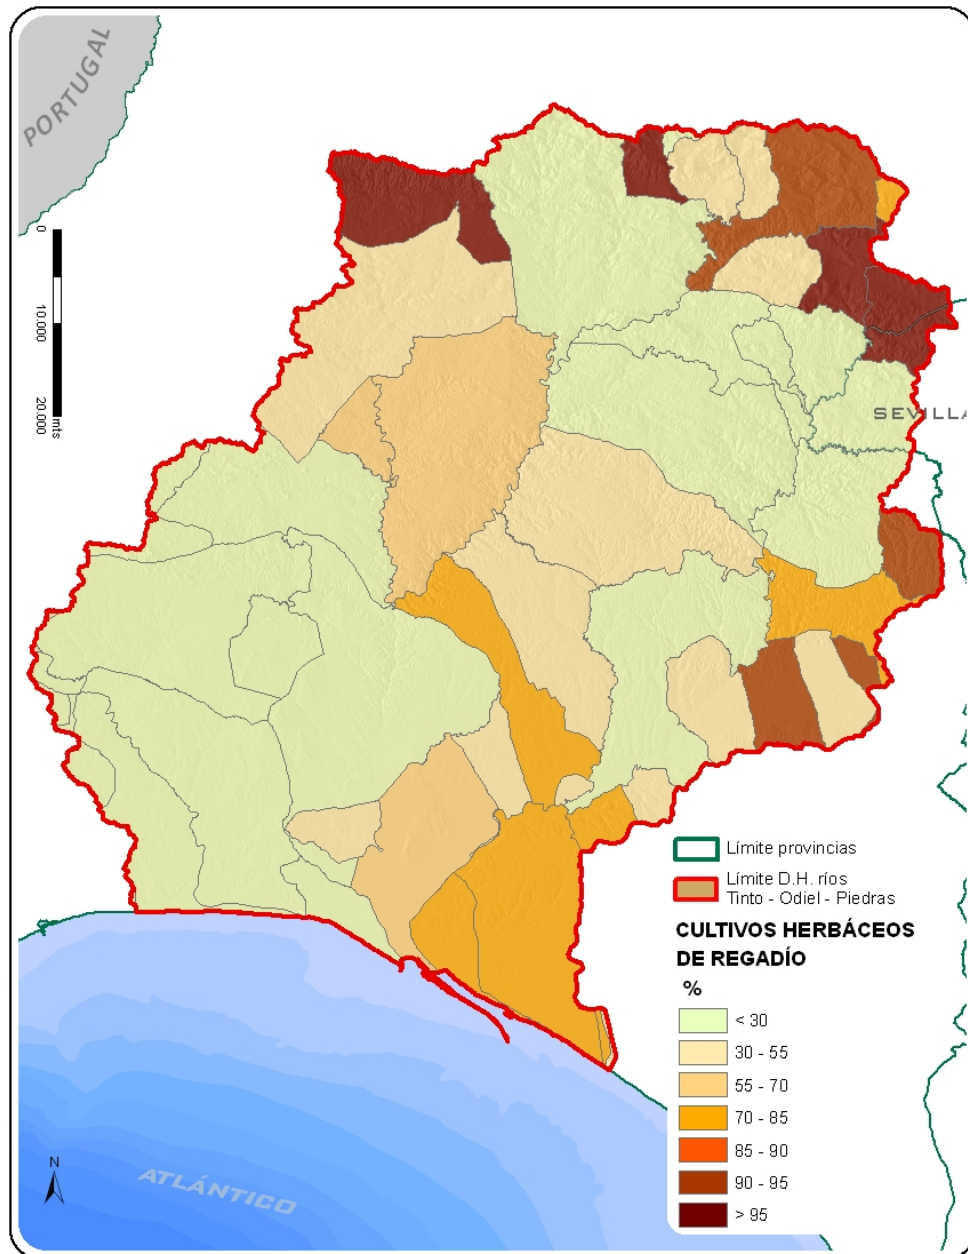 PORTUGAL
0
10.000
20.000
mts
SEVILLA
Límite provincias
Límite D.H. ríos
Tinto - Odiel - Piedras
CULTIVOS HERBÁCEOS
DE REGADÍO
%
< 30
30 - 55
55 - 70
70 - 85
85 - 90
90 - 95
> 95
N
ATLÁNTICO